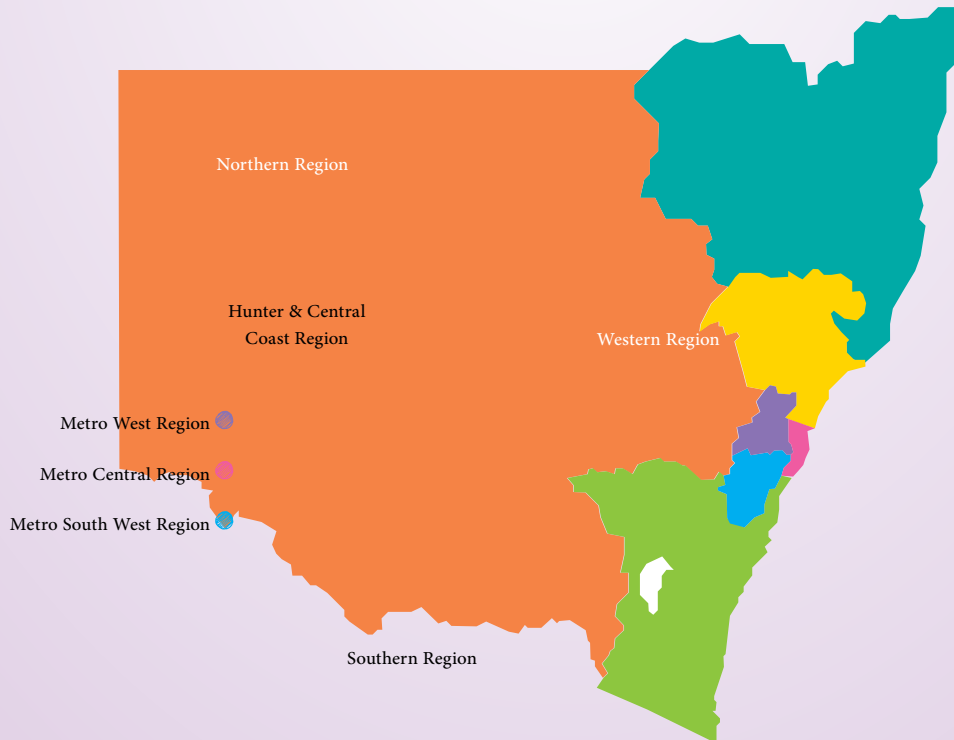 Northern Region
Hunter & Central
Coast Region
Western Region
Metro West Region
Metro Central Region
Metro South West Region
Southern Region